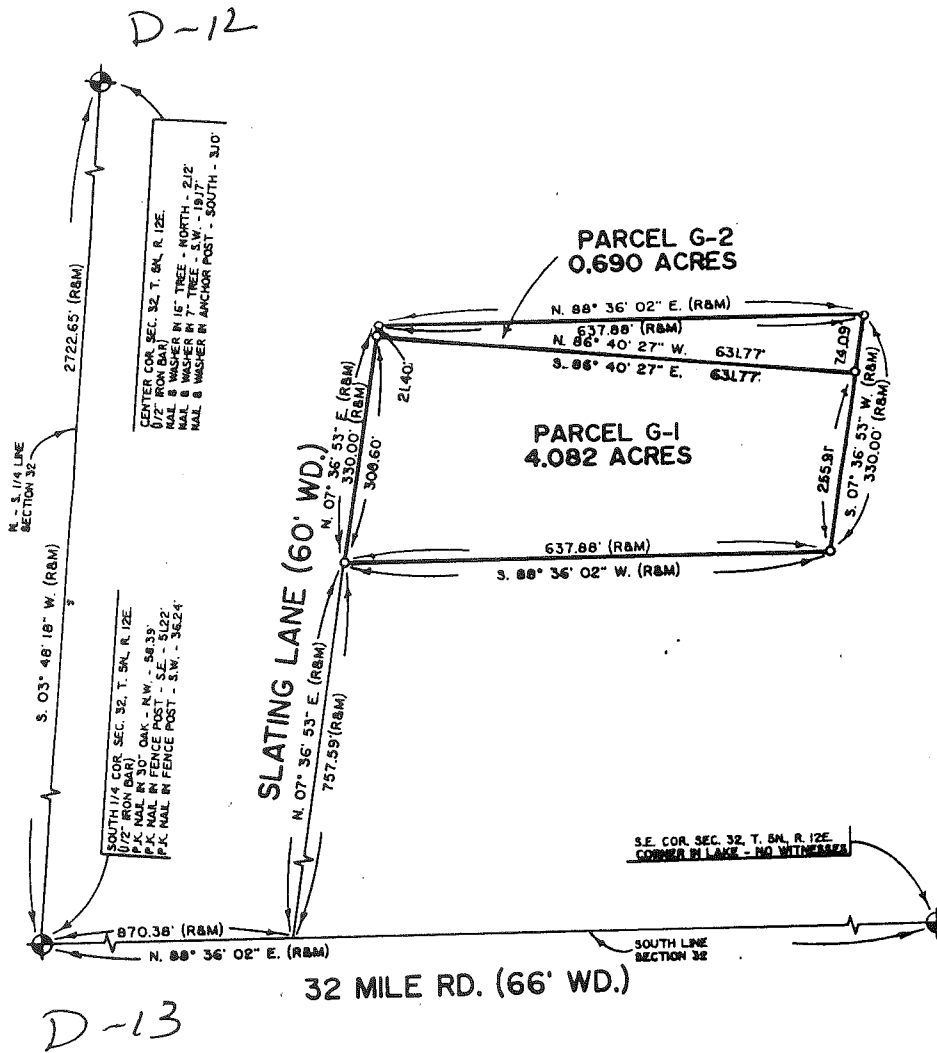 D-12
2722.65' (R&M)
CENTER COR. SEC. 32, T. 5N., R. 12E.
(1/2" IRON BAR)
NAIL & WASHER IN 16" TREE - NORTH - 2.12'
NAIL & WASHER IN 7" TREE - S.W. - 19.17'
NAIL & WASHER IN ANCHOR POST - SOUTH - 3.10'
PARCEL G-2
0.690 ACRES
N. 88° 36' 02" E. (R&M)
637.88' (R&M)
N. 86° 40' 27" W. 631.77'
S. 86° 40' 27" E. 631.77'
74.09'
21.40'
PARCEL G-1
4.082 ACRES
N. 07° 36' 53" E. (R&M)
330.00' (R&M)
308.60'
255.91'
S. 07° 36' 53" W. (R&M)
330.00' (R&M)
- S. 1/4 LINE
SECTION 32
637.88' (R&M)
S. 88° 36' 02" W. (R&M)
S. 03° 48' 18" W. (R&M)
SLATING LANE (60' WD.)
N. 07° 36' 53" E. (R&M)
757.59' (R&M)
SOUTH 1/4 COR. SEC. 32, T. 5N., R. 12E.
(1/2" IRON BAR)
P.K. NAIL IN 30" OAK - N.W. - 58.39'
P.K. NAIL IN FENCE POST - S.E. - 51.22'
P.K. NAIL IN FENCE POST - S.W. - 36.24'
S.E. COR. SEC. 32, T. 5N., R. 12E.
CORNER IN LAKE - NO WITNESSES
870.38' (R&M)
N. 88° 36' 02" E. (R&M)
SOUTH LINE
SECTION 32
32 MILE RD. (66' WD.)
D-13